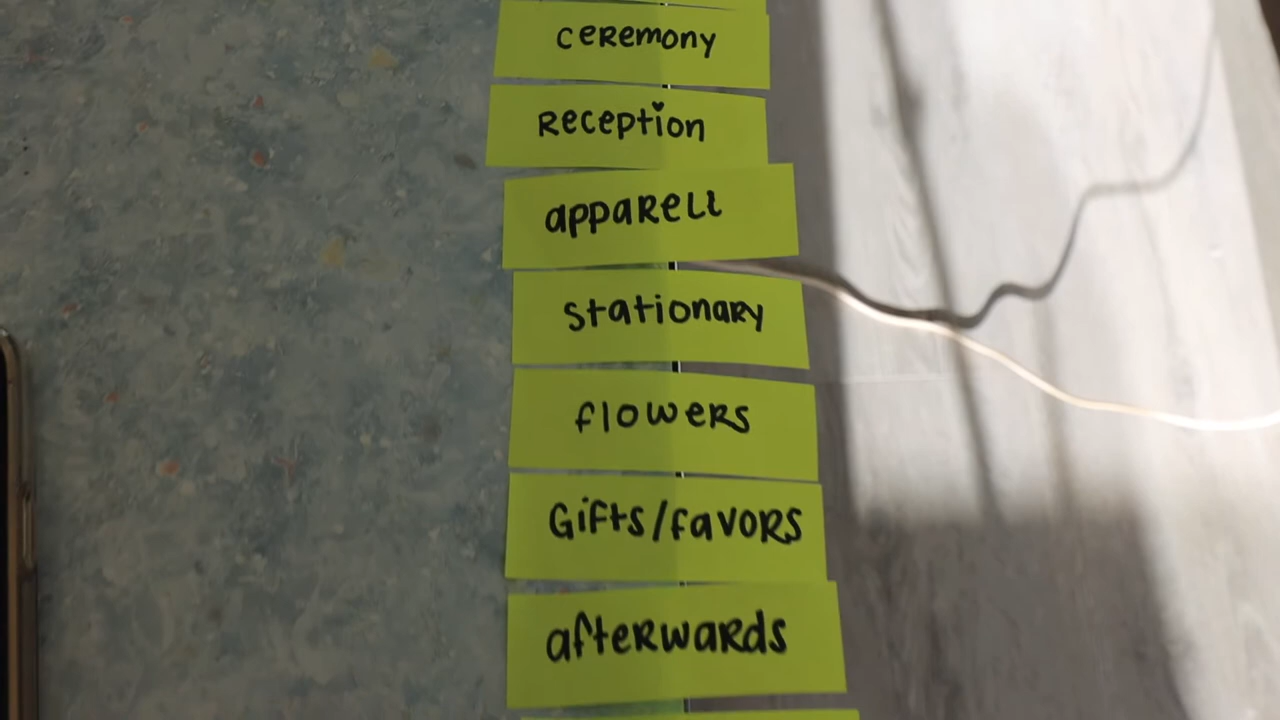 ceremony
Reception
apparell
stationary
flowers
Gifts/favors
afterwards